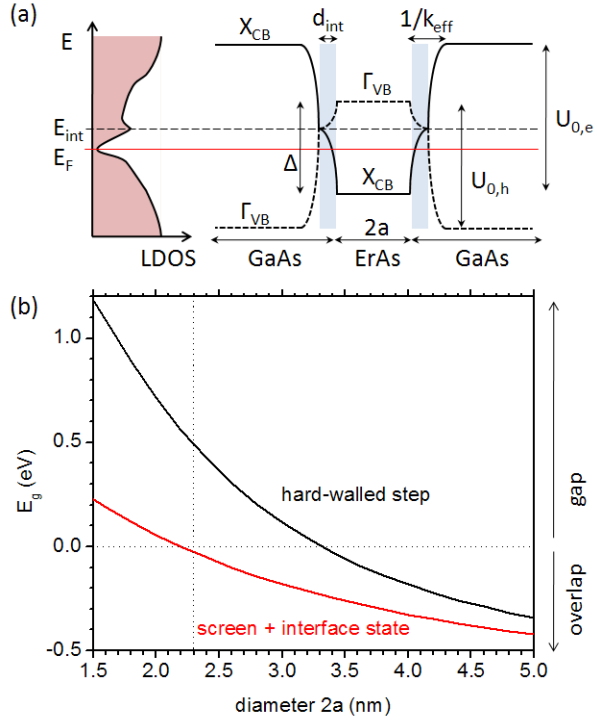 (a)
E
X_CB
d_int
1/k_eff
Γ_VB
E_int
E_F
Δ
X_CB
U_0,e
U_0,h
Γ_VB
2a
LDOS
GaAs
ErAs
GaAs
(b)
1.0
0.5
0.0
-0.5
E_g (eV)
hard-walled step
screen + interface state
gap
overlap
1.5 2.0 2.5 3.0 3.5 4.0 4.5 5.0
diameter 2a (nm)